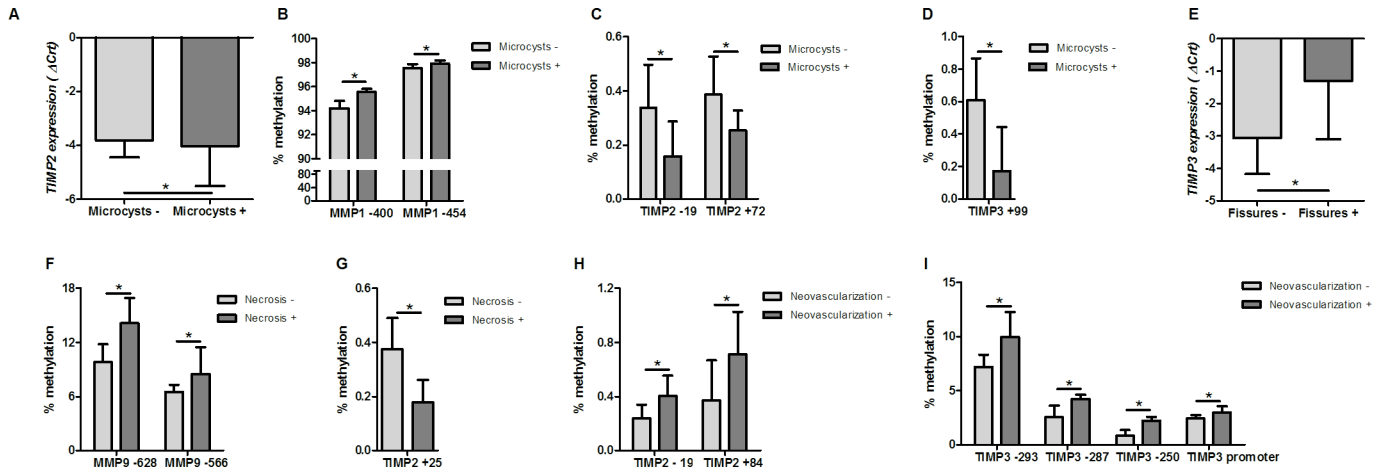 A
TIMP2 expression ( ΔCrt)
0
-2
-4
-6
*
Microcysts - Microcysts +
B
% methylation
100
98
96
94
92
90
80
40
0
* *
MMP1 -400 MMP1 -454
Microcysts -
Microcysts +
C
% methylation
0.6
0.4
0.2
0.0
* *
TIMP2 -19 TIMP2 +72
Microcysts -
Microcysts +
D
% methylation
1.0
0.8
0.6
0.4
0.2
0.0
*
TIMP3 +99
Microcysts -
Microcysts +
E
TIMP3 expression ( ΔCrt)
0
-1
-2
-3
-4
-5
*
Fissures - Fissures +
F
% methylation
18
12
6
0
* *
MMP9 -628 MMP9 -566
Necrosis -
Necrosis +
G
% methylation
0.6
0.4
0.2
0.0
*
TIMP2 +25
Necrosis -
Necrosis +
H
% methylation
1.2
0.8
0.4
0.0
* *
TIMP2 - 19 TIMP2 +84
Neovascularization -
Neovascularization +
I
% methylation
15
10
5
0
* * * *
TIMP3 -293 TIMP3 -287 TIMP3 -250 TIMP3 promoter
Neovascularization -
Neovascularization +